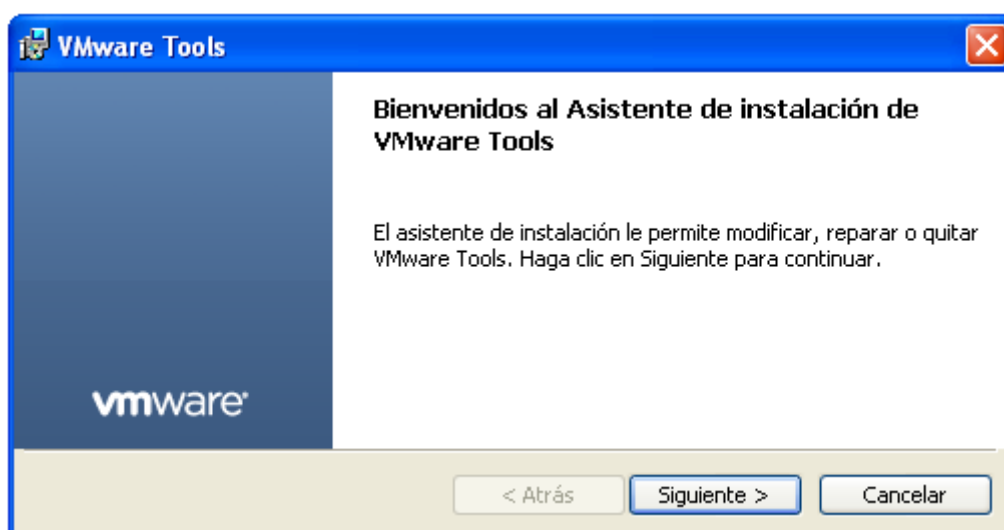 VMware Tools
Bienvenidos al Asistente de instalación de
VMware Tools
El asistente de instalación le permite modificar, reparar o quitar
VMware Tools. Haga clic en Siguiente para continuar.
vmware
< Atrás
Siguiente >
Cancelar